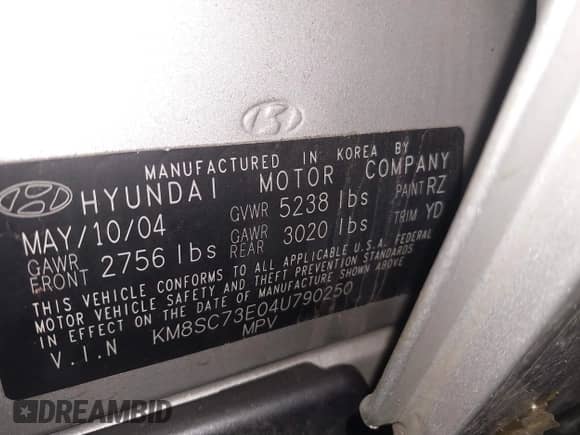 MANUFACTURED IN KOREA BY
HYUNDAI MOTOR COMPANY
MAY/10/04 GVWR 5238 lbs PAINT RZ
GAWR FRONT 2756 lbs GAWR REAR 3020 lbs TRIM YD
THIS VEHICLE CONFORMS TO ALL APPLICABLE U.S.A. FEDERAL
MOTOR VEHICLE SAFETY AND THEFT PREVENTION STANDARDS
IN EFFECT ON THE DATE OF MANUFACTURE SHOWN ABOVE.
V.I.N KM8SC73E04U790250
MPV
DREAMBID